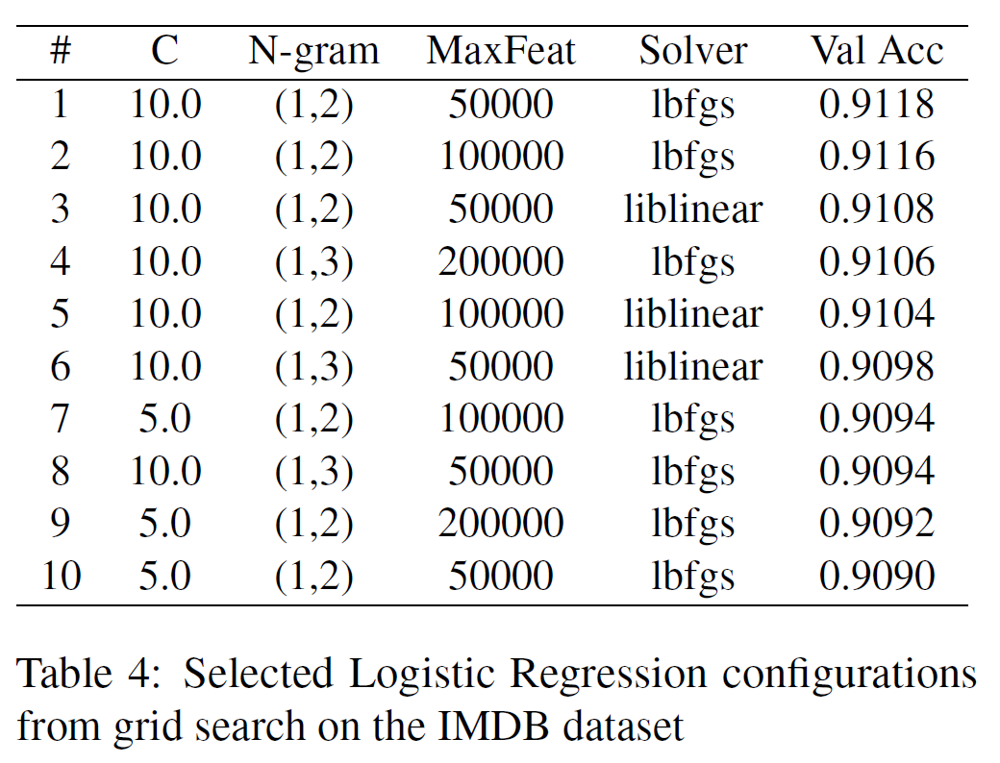 # C N-gram MaxFeat Solver Val Acc
1 10.0 (1,2) 50000 lbfgs 0.9118
2 10.0 (1,2) 100000 lbfgs 0.9116
3 10.0 (1,2) 50000 liblinear 0.9108
4 10.0 (1,3) 200000 lbfgs 0.9106
5 10.0 (1,2) 100000 liblinear 0.9104
6 10.0 (1,3) 50000 liblinear 0.9098
7 5.0 (1,2) 100000 lbfgs 0.9094
8 10.0 (1,3) 50000 lbfgs 0.9094
9 5.0 (1,2) 200000 lbfgs 0.9092
10 5.0 (1,2) 50000 lbfgs 0.9090
Table 4: Selected Logistic Regression configurations
from grid search on the IMDB dataset